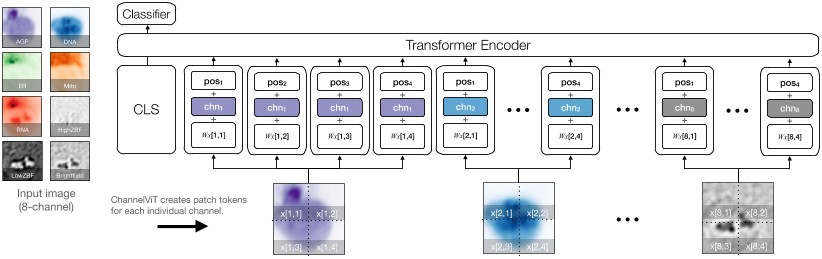 Classifier
Transformer Encoder
AGP
DNA
ER
Mito
RNA
HighZBF
LowZBF
Brightfield
Input image
(8-channel)
CLS
pos1
+
chn1
+
Wx[1,1]
pos2
+
chn1
+
Wx[1,2]
pos3
+
chn1
+
Wx[1,3]
pos4
+
chn1
+
Wx[1,4]
pos1
+
chn2
+
Wx[2,1]
•••
pos4
+
chn2
+
Wx[2,4]
•••
pos1
+
chn8
+
Wx[8,1]
•••
pos4
+
chn8
+
Wx[8,4]
ChannelViT creates patch tokens
for each individual channel.
x[1,1] x[1,2]
x[1,3] x[1,4]
x[2,1] x[2,2]
x[2,3] x[2,4]
•••
x[8,1] x[8,2]
x[8,3] x[8,4]